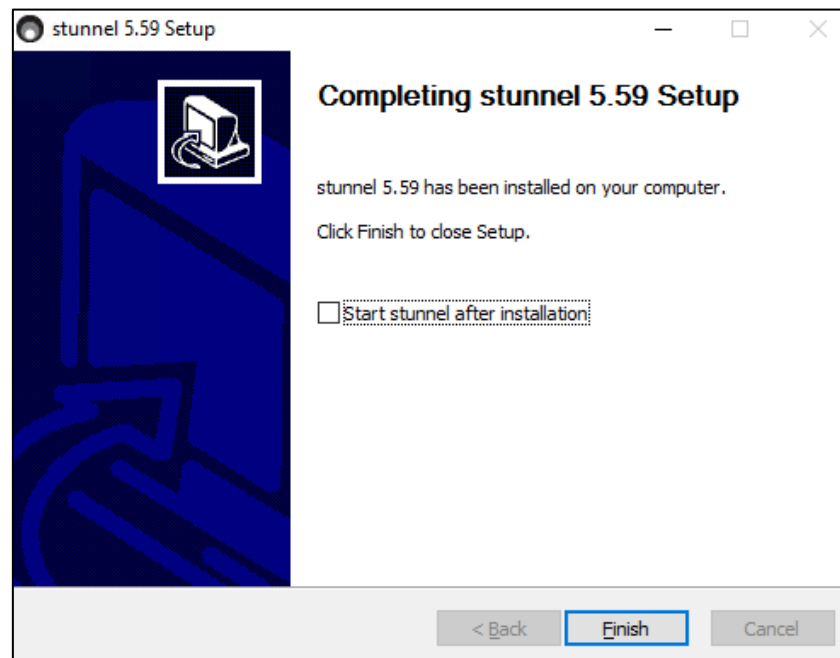 stunnel 5.59 Setup
Completing stunnel 5.59 Setup
stunnel 5.59 has been installed on your computer.
Click Finish to close Setup.
Start stunnel after installation
< Back
Finish
Cancel